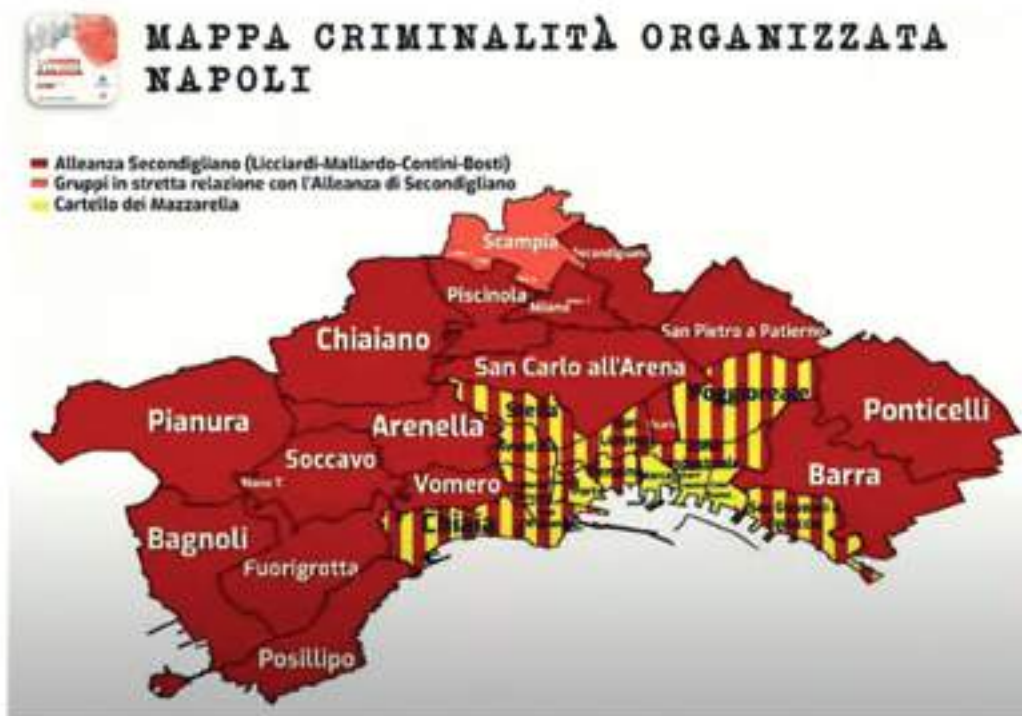 MAPPA CRIMINALITÀ ORGANIZZATA
NAPOLI
Alleanza Secondigliano (Licciardi-Mallardo-Contini-Bosti)
Gruppi in stretta relazione con l'Alleanza di Secondigliano
Cartello dei Mazzarella
Scampia
Secondigliano
Piscinola
Miano
San Pietro a Patierno
Chiaiano
San Carlo all'Arena
Poggioreale
Ponticelli
Pianura
Arenella
Stella
Soccavo
Barra
Vomero
Bagnoli
Chiaia
Fuorigrotta
Posillipo